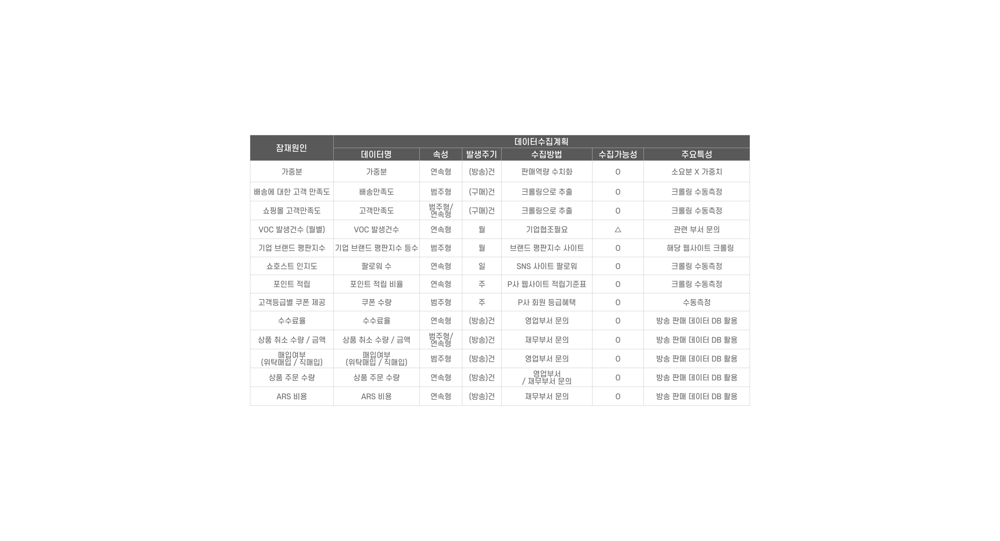 잠재원인
데이터수집계획
데이터명 속성 발생주기 수집방법 수집가능성 주요특성
가중분 가중분 연속형 (방송)건 판매역량 수치화 O 소요분 X 가중치
배송에 대한 고객 만족도 배송만족도 범주형 (구매)건 크롤링으로 추출 O 크롤링 수동측정
쇼핑몰 고객만족도 고객만족도 범주형/
연속형 (구매)건 크롤링으로 추출 O 크롤링 수동측정
VOC 발생건수 (월별) VOC 발생건수 연속형 월 기업협조필요 △ 관련 부서 문의
기업 브랜드 평판지수 기업 브랜드 평판지수 등수 범주형 월 브랜드 평판지수 사이트 O 해당 웹사이트 크롤링
쇼호스트 인지도 팔로워 수 연속형 일 SNS 사이트 팔로워 O 크롤링 수동측정
포인트 적립 포인트 적립 비율 연속형 주 P사 웹사이트 적립기준표 O 크롤링 수동측정
고객등급별 쿠폰 제공 쿠폰 수량 범주형 주 P사 회원 등급혜택 O 수동측정
수수료율 수수료율 연속형 (방송)건 영업부서 문의 O 방송 판매 데이터 DB 활용
상품 취소 수량 / 금액 상품 취소 수량 / 금액 범주형/
연속형 (방송)건 재무부서 문의 O 방송 판매 데이터 DB 활용
매입여부
(위탁매입 / 직매입) 매입여부
(위탁매입 / 직매입) 범주형 (방송)건 영업부서 문의 O 방송 판매 데이터 DB 활용
상품 주문 수량 상품 주문 수량 연속형 (방송)건 영업부서
/ 재무부서 문의 O 방송 판매 데이터 DB 활용
ARS 비용 ARS 비용 연속형 (방송)건 재무부서 문의 O 방송 판매 데이터 DB 활용